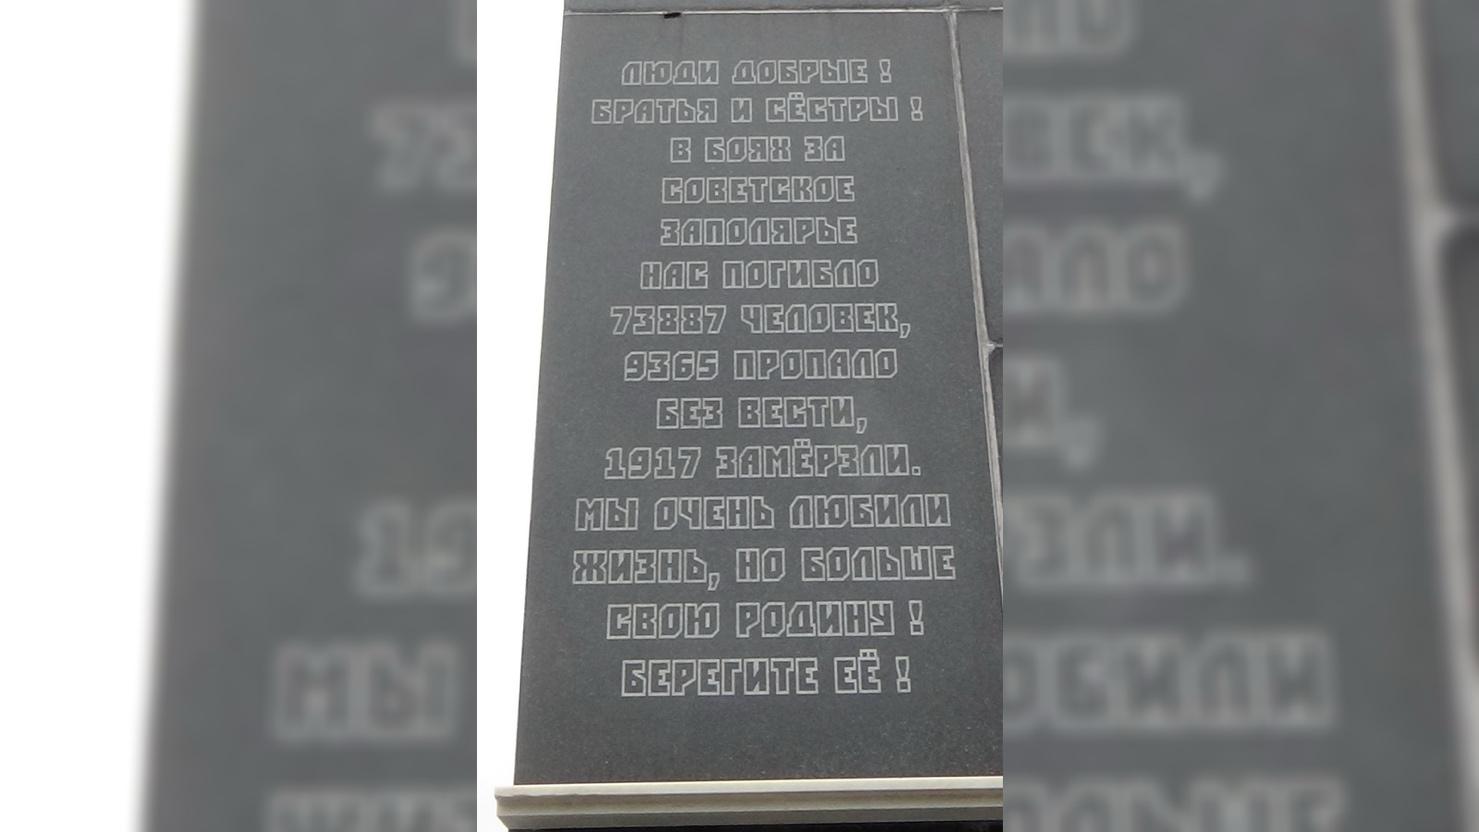 ЛЮДИ ДОБРЫЕ !
БРАТЬЯ И СЁСТРЫ !
В БОЯХ ЗА
СОВЕТСКОЕ
ЗАПОЛЯРЬЕ
НАС ПОГИБЛО
73887 ЧЕЛОВЕК,
9365 ПРОПАЛО
БЕЗ ВЕСТИ,
1917 ЗАМЁРЗЛИ.
МЫ ОЧЕНЬ ЛЮБИЛИ
ЖИЗНЬ, НО БОЛЬШЕ
СВОЮ РОДИНУ !
БЕРЕГИТЕ ЕЁ !